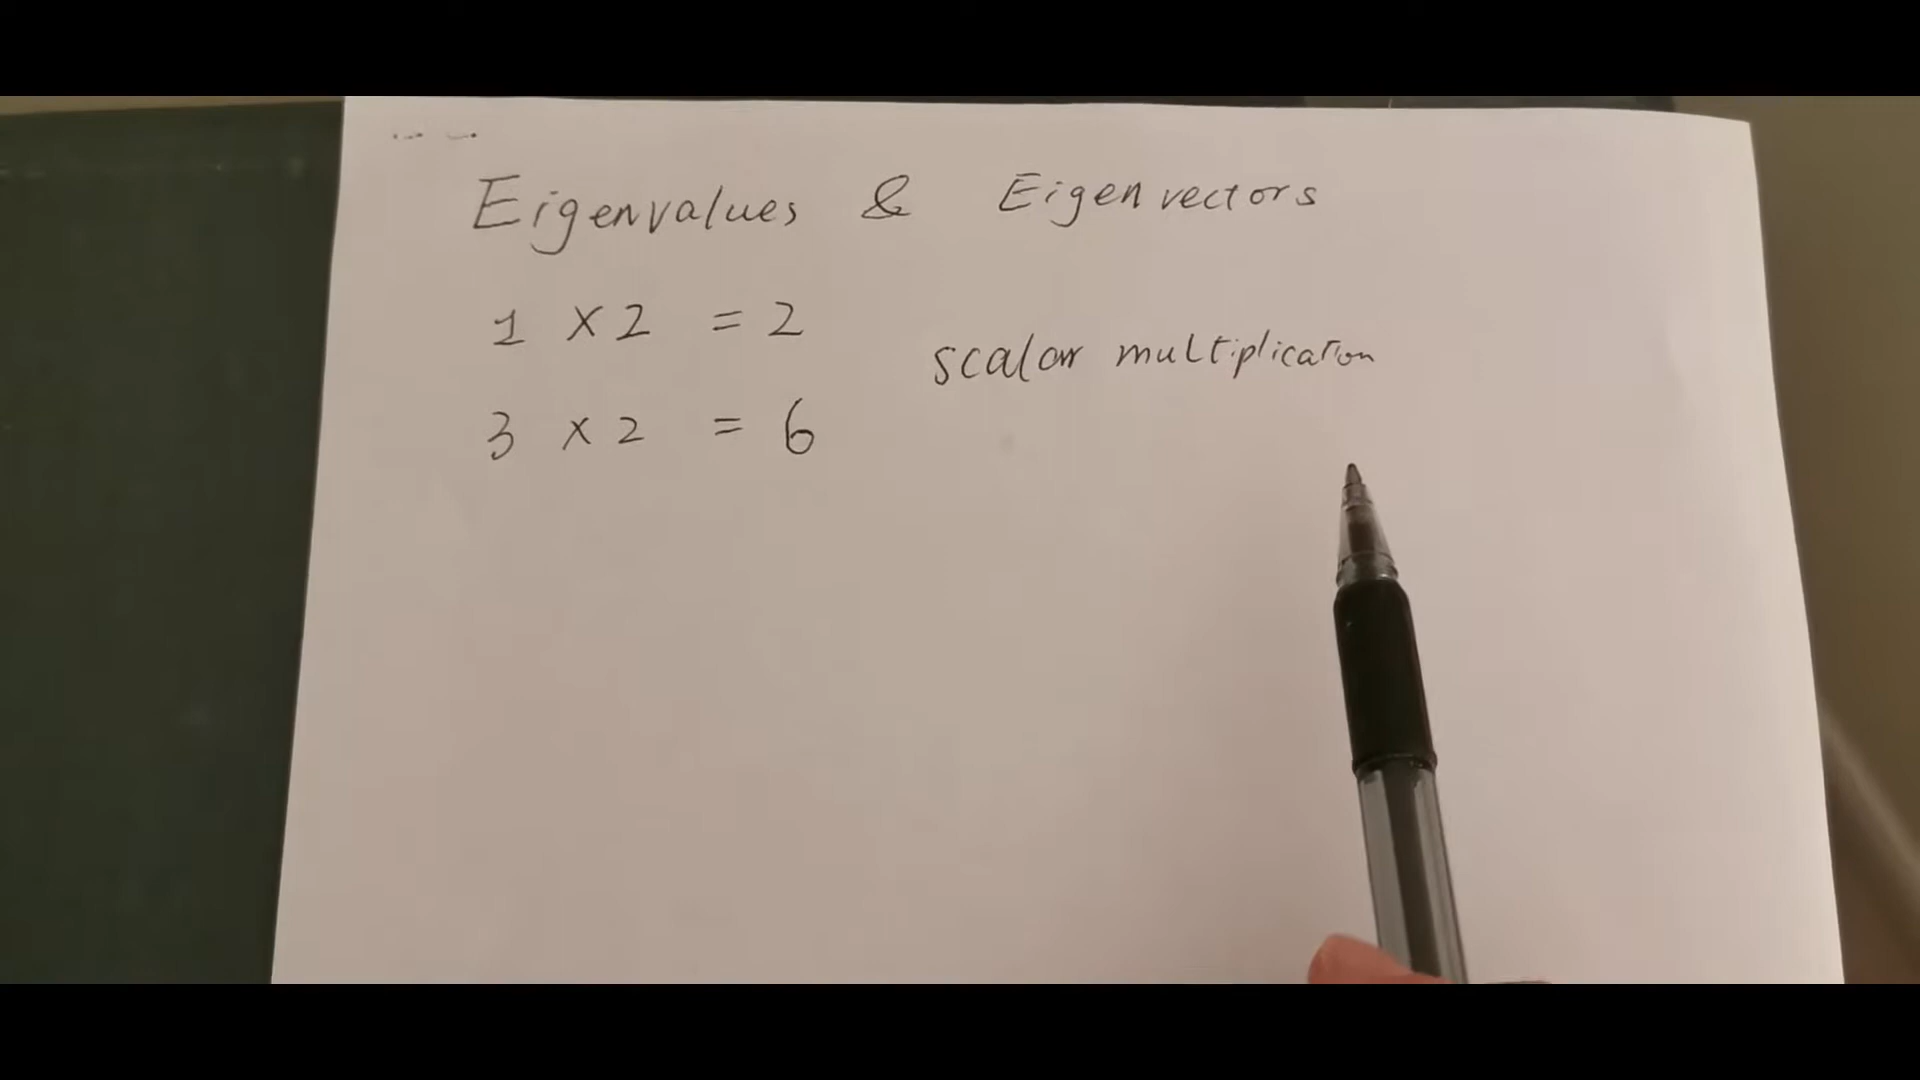 Eigenvalues & Eigenvectors
1 x 2 = 2
scalar multiplication
3 x 2 = 6